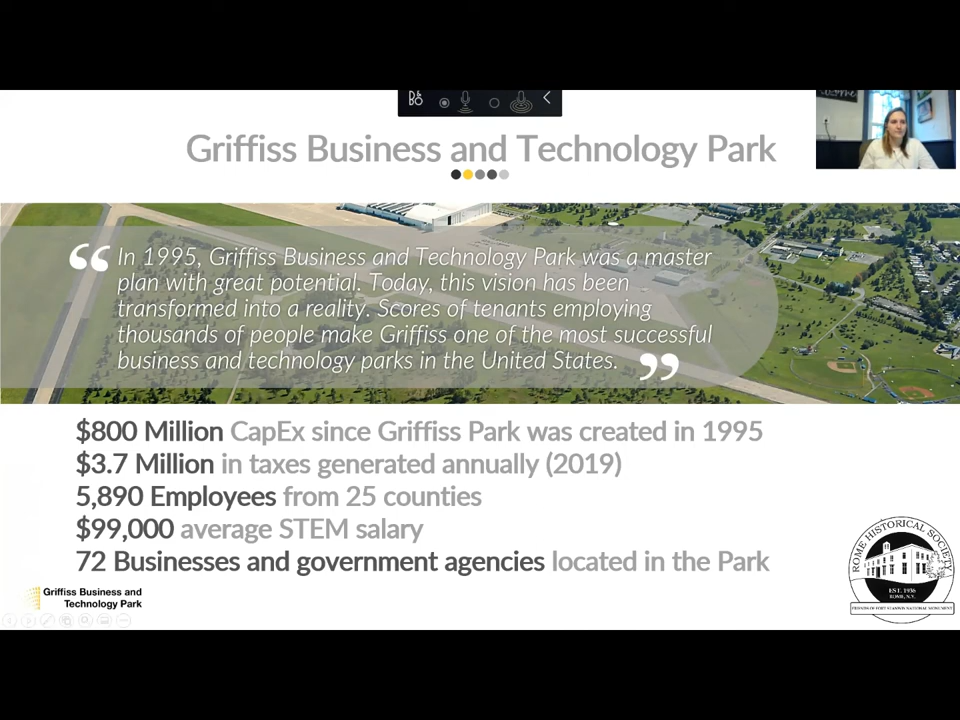 Griffiss Business and Technology Park
“ In 1995, Griffiss Business and Technology Park was a master
plan with great potential. Today, this vision has been
transformed into a reality. Scores of tenants employing
thousands of people make Griffiss one of the most successful
business and technology parks in the United States. ”
$800 Million CapEx since Griffiss Park was created in 1995
$3.7 Million in taxes generated annually (2019)
5,890 Employees from 25 counties
$99,000 average STEM salary
72 Businesses and government agencies located in the Park
Griffiss Business and
Technology Park
ROME HISTORICAL SOCIETY
EST. 1936
ROME, N.Y.
FRIENDS OF FORT STANWIX NATIONAL MONUMENT